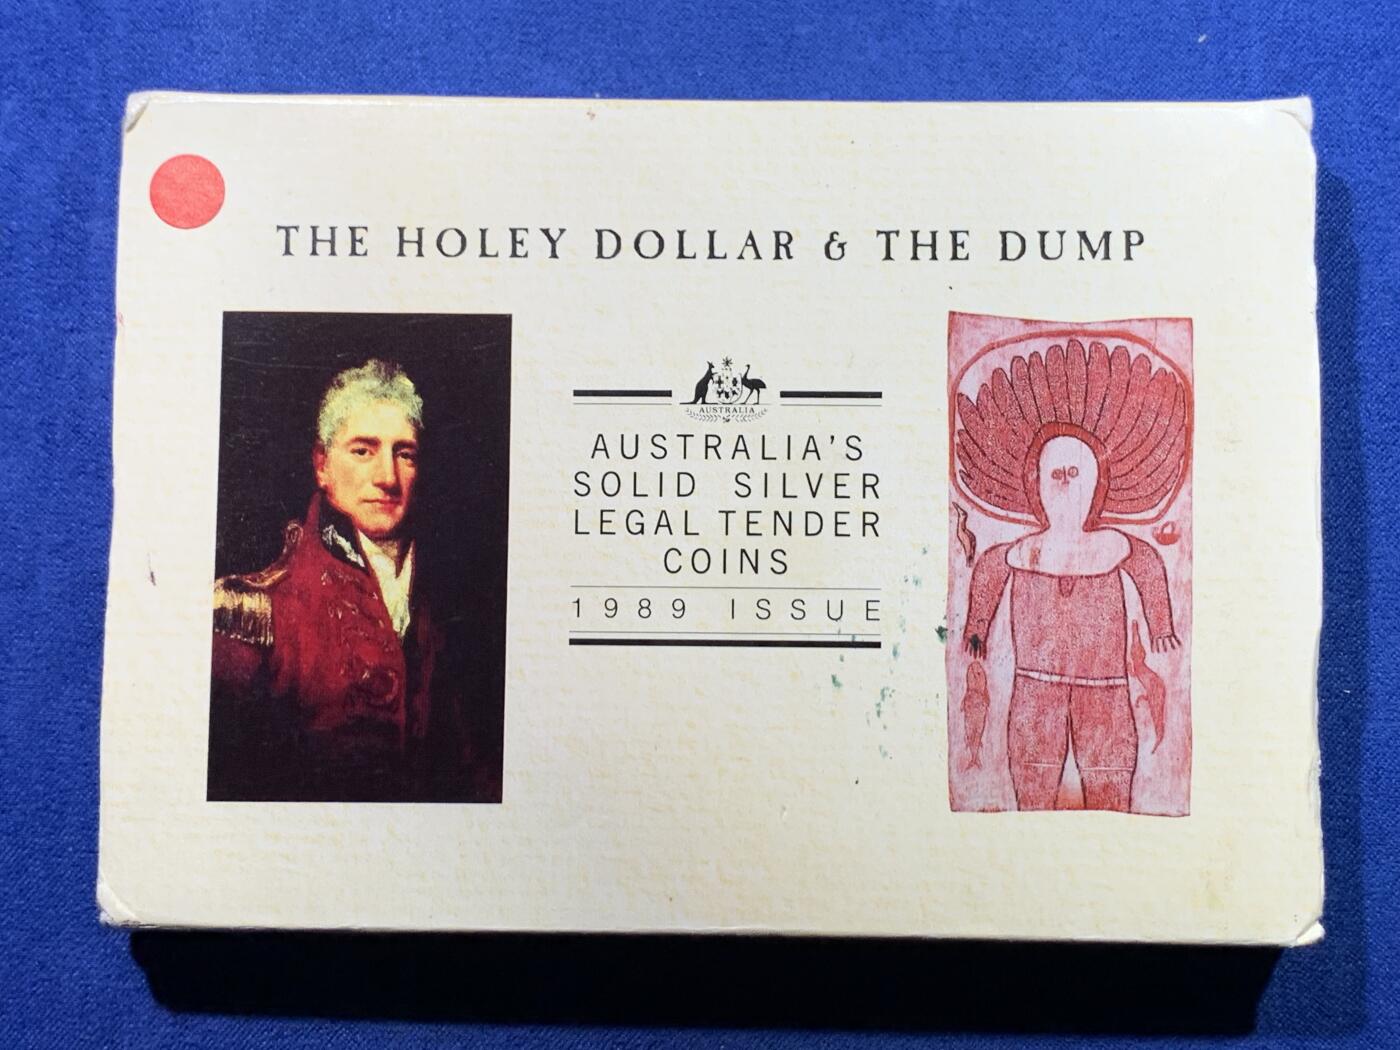 THE HOLEY DOLLAR & THE DUMP
AUSTRALIA
AUSTRALIA'S
SOLID SILVER
LEGAL TENDER
COINS
1989 ISSUE